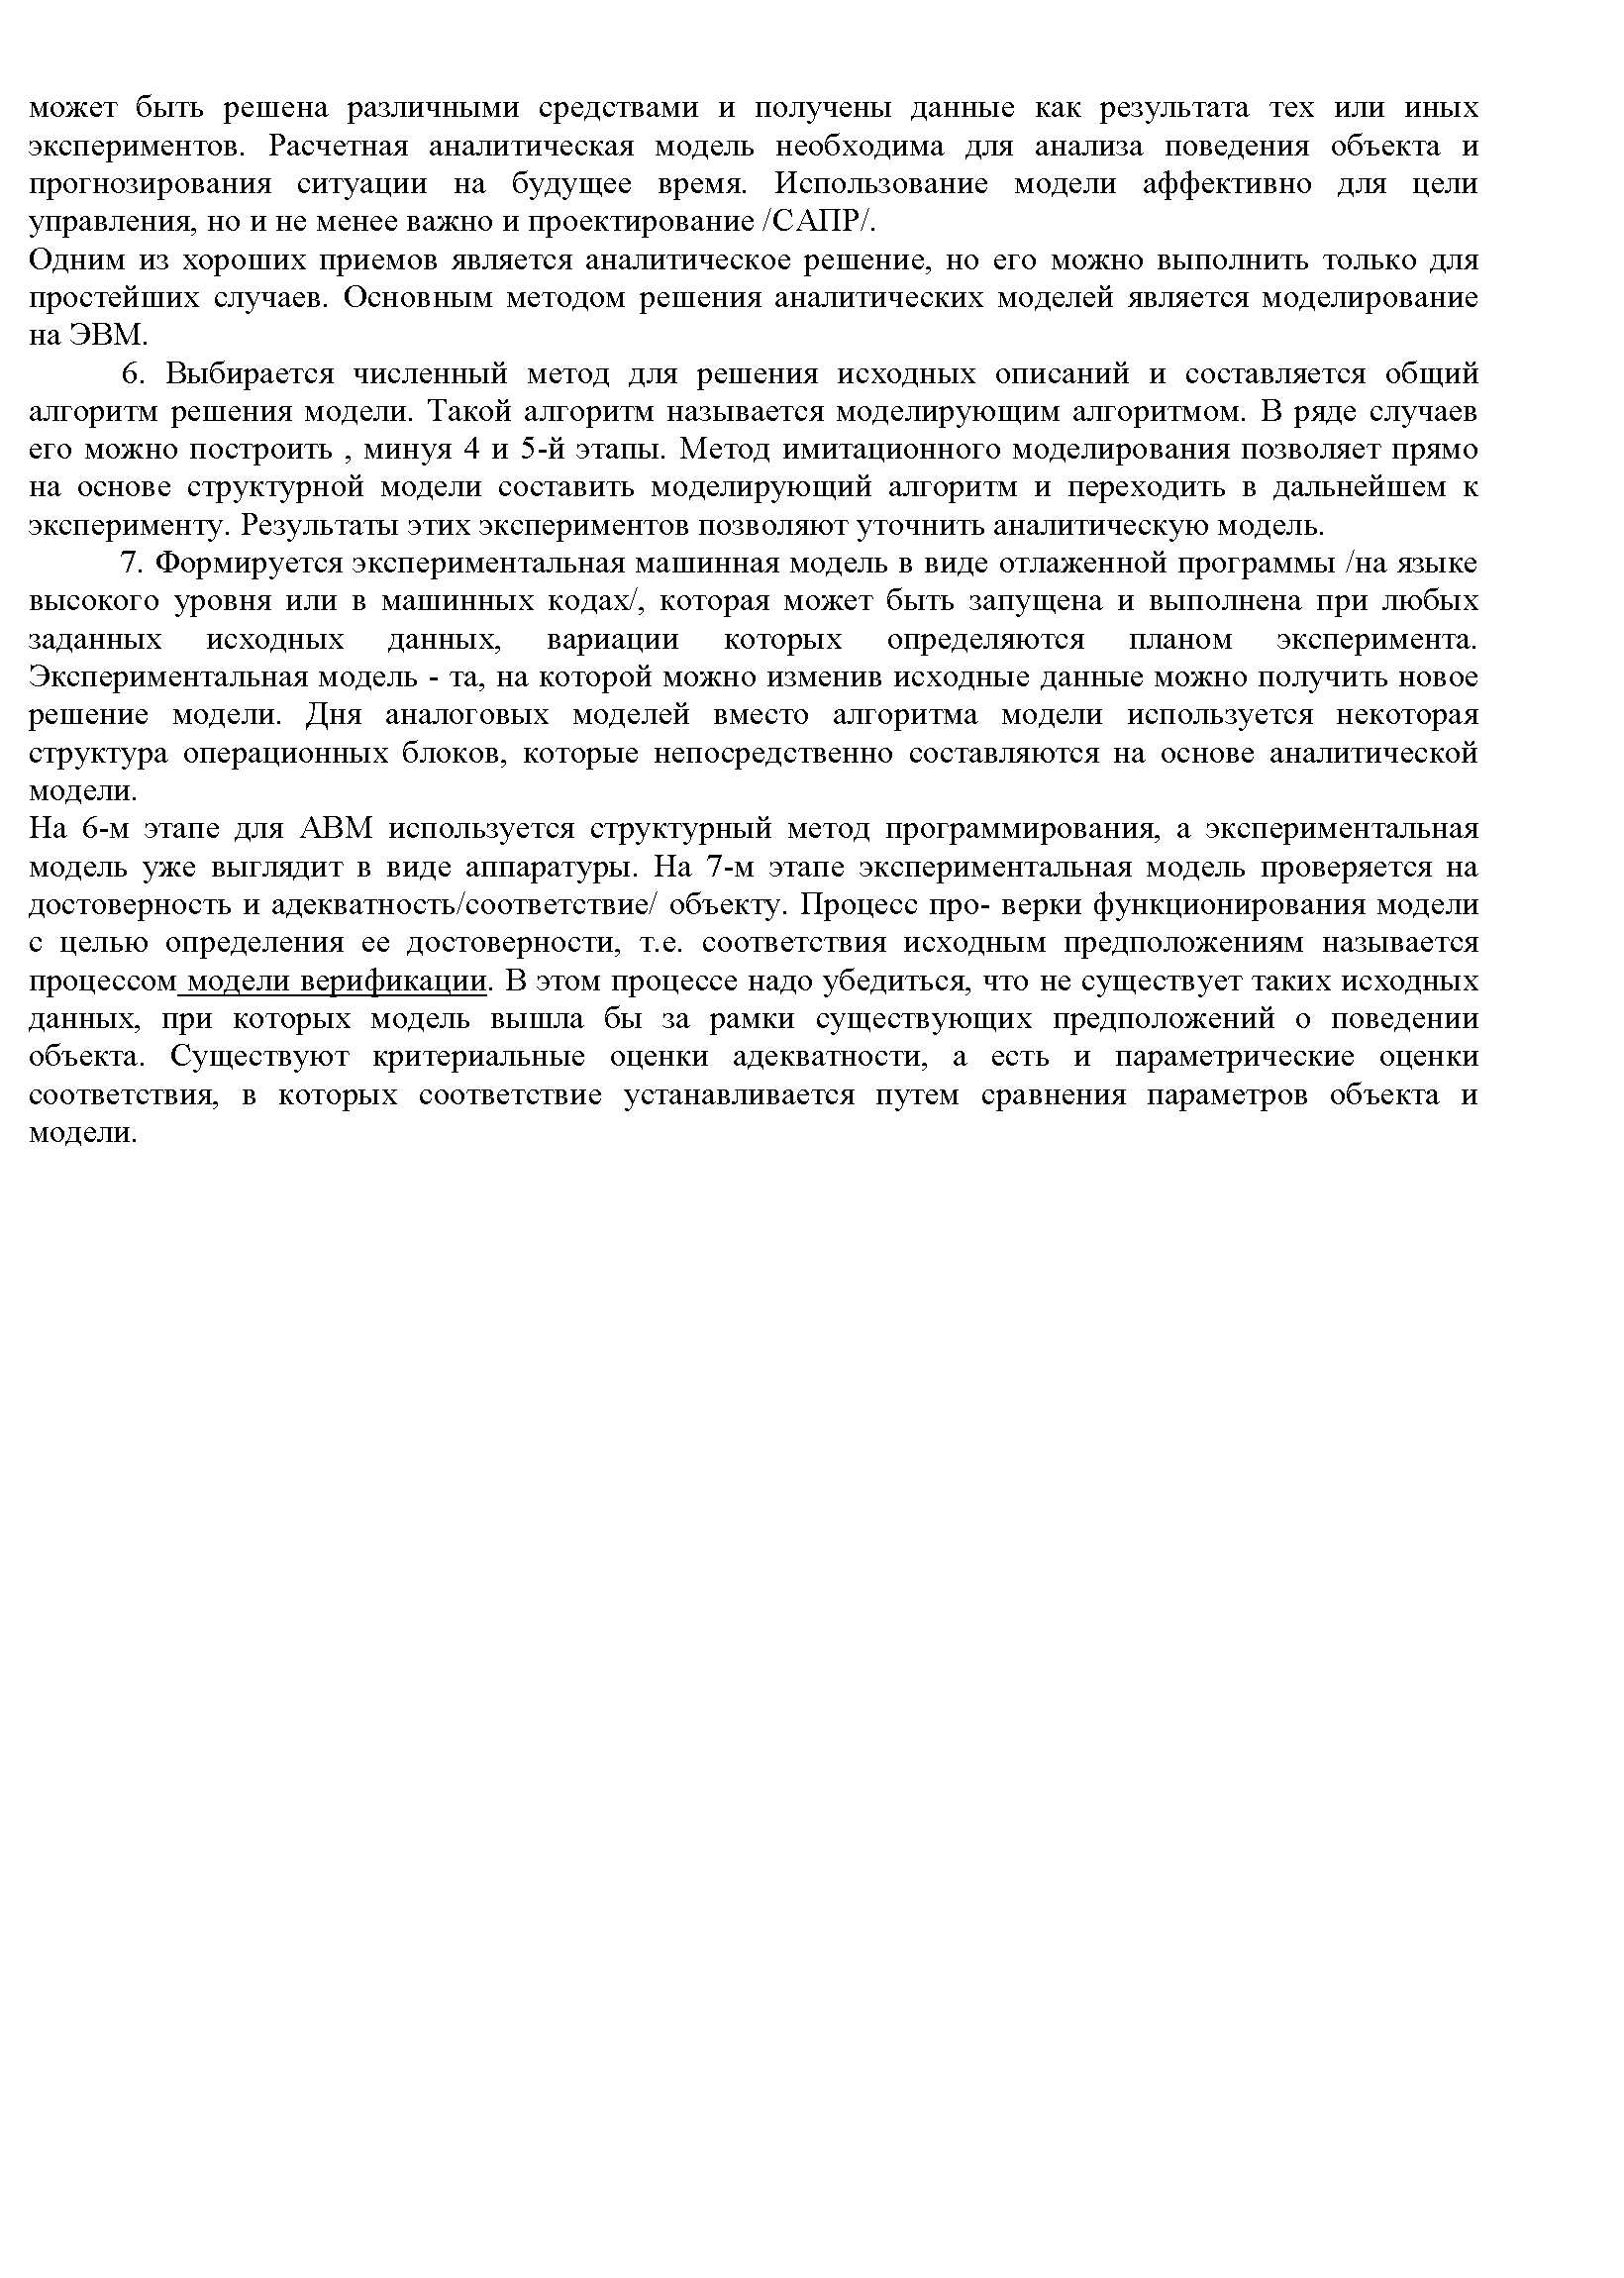 может быть решена различными средствами и получены данные как результата тех или иных
экспериментов. Расчетная аналитическая модель необходима для анализа поведения объекта и
прогнозирования ситуации на будущее время. Использование модели аффективно для цели
управления, но и не менее важно и проектирование /САПР/.
Одним из хороших приемов является аналитическое решение, но его можно выполнить только для
простейших случаев. Основным методом решения аналитических моделей является моделирование
на ЭВМ.
6. Выбирается численный метод для решения исходных описаний и составляется общий
алгоритм решения модели. Такой алгоритм называется моделирующим алгоритмом. В ряде случаев
его можно построить , минуя 4 и 5-й этапы. Метод имитационного моделирования позволяет прямо
на основе структурной модели составить моделирующий алгоритм и переходить в дальнейшем к
эксперименту. Результаты этих экспериментов позволяют уточнить аналитическую модель.
7. Формируется экспериментальная машинная модель в виде отлаженной программы /на языке
высокого уровня или в машинных кодах/, которая может быть запущена и выполнена при любых
заданных исходных данных, вариации которых определяются планом эксперимента.
Экспериментальная модель - та, на которой можно изменив исходные данные можно получить новое
решение модели. Дня аналоговых моделей вместо алгоритма модели используется некоторая
структура операционных блоков, которые непосредственно составляются на основе аналитической
модели.
На 6-м этапе для АВМ используется структурный метод программирования, а экспериментальная
модель уже выглядит в виде аппаратуры. На 7-м этапе экспериментальная модель проверяется на
достоверность и адекватность/соответствие/ объекту. Процесс про- верки функционирования модели
с целью определения ее достоверности, т.е. соответствия исходным предположениям называется
процессом модели верификации. В этом процессе надо убедиться, что не существует таких исходных
данных, при которых модель вышла бы за рамки существующих предположений о поведении
объекта. Существуют критериальные оценки адекватности, а есть и параметрические оценки
соответствия, в которых соответствие устанавливается путем сравнения параметров объекта и
модели.